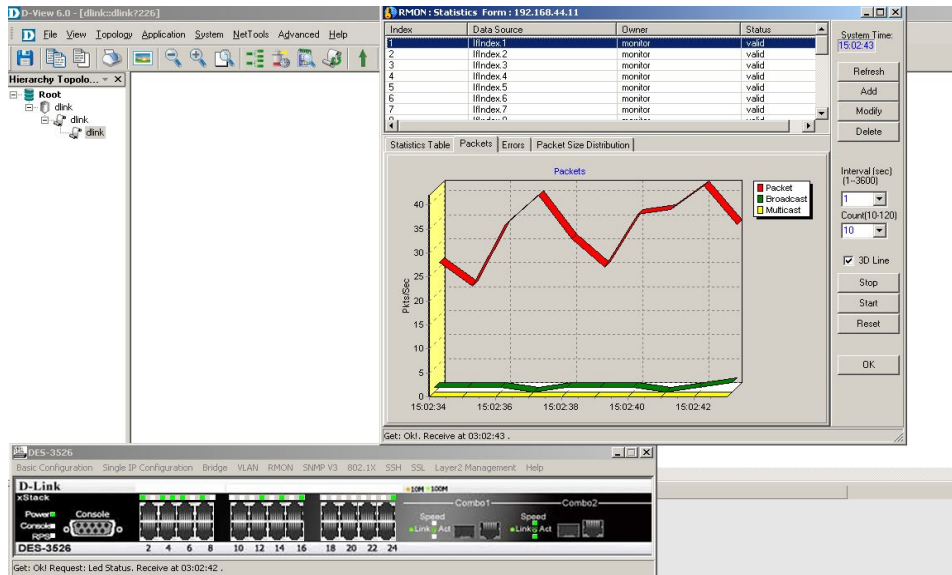 D-View 6.0 - [dlink::dlink?226]
File View Topology Application System NetTools Advanced Help
Hierarchy Topolo...
Root
dlink
dlink
dlink
RMON : Statistics Form : 192.168.44.11
Index Data Source Owner Status
1 IfIndex.1 monitor valid
2 IfIndex.2 monitor valid
3 IfIndex.3 monitor valid
4 IfIndex.4 monitor valid
5 IfIndex.5 monitor valid
6 IfIndex.6 monitor valid
7 IfIndex.7 monitor valid
System Time:
15:02:43
Refresh
Add
Modify
Delete
Statistics Table Packets Errors Packet Size Distribution
Packets
Packet
Broadcast
Multicast
Pkts/Sec
40
35
30
25
20
15
10
5
0
15:02:34 15:02:36 15:02:38 15:02:40 15:02:42
Interval (sec)
(1--3600)
1
Count(10-120)
10
3D Line
Stop
Start
Reset
OK
Get: Ok!. Receive at 03:02:43 .
DES-3526
Basic Configuration Single IP Configuration Bridge VLAN RMON SNMP V3 802.1X SSH SSL Layer2 Management Help
D-Link
xStack
10M 100M
Power Console
Console
RPS
Combo1 Combo2
Speed Speed
Link Act Link Act
DES-3526 2 4 6 8 10 12 14 16 18 20 22 24
Get: Ok! Request: Led Status. Receive at 03:02:42 .